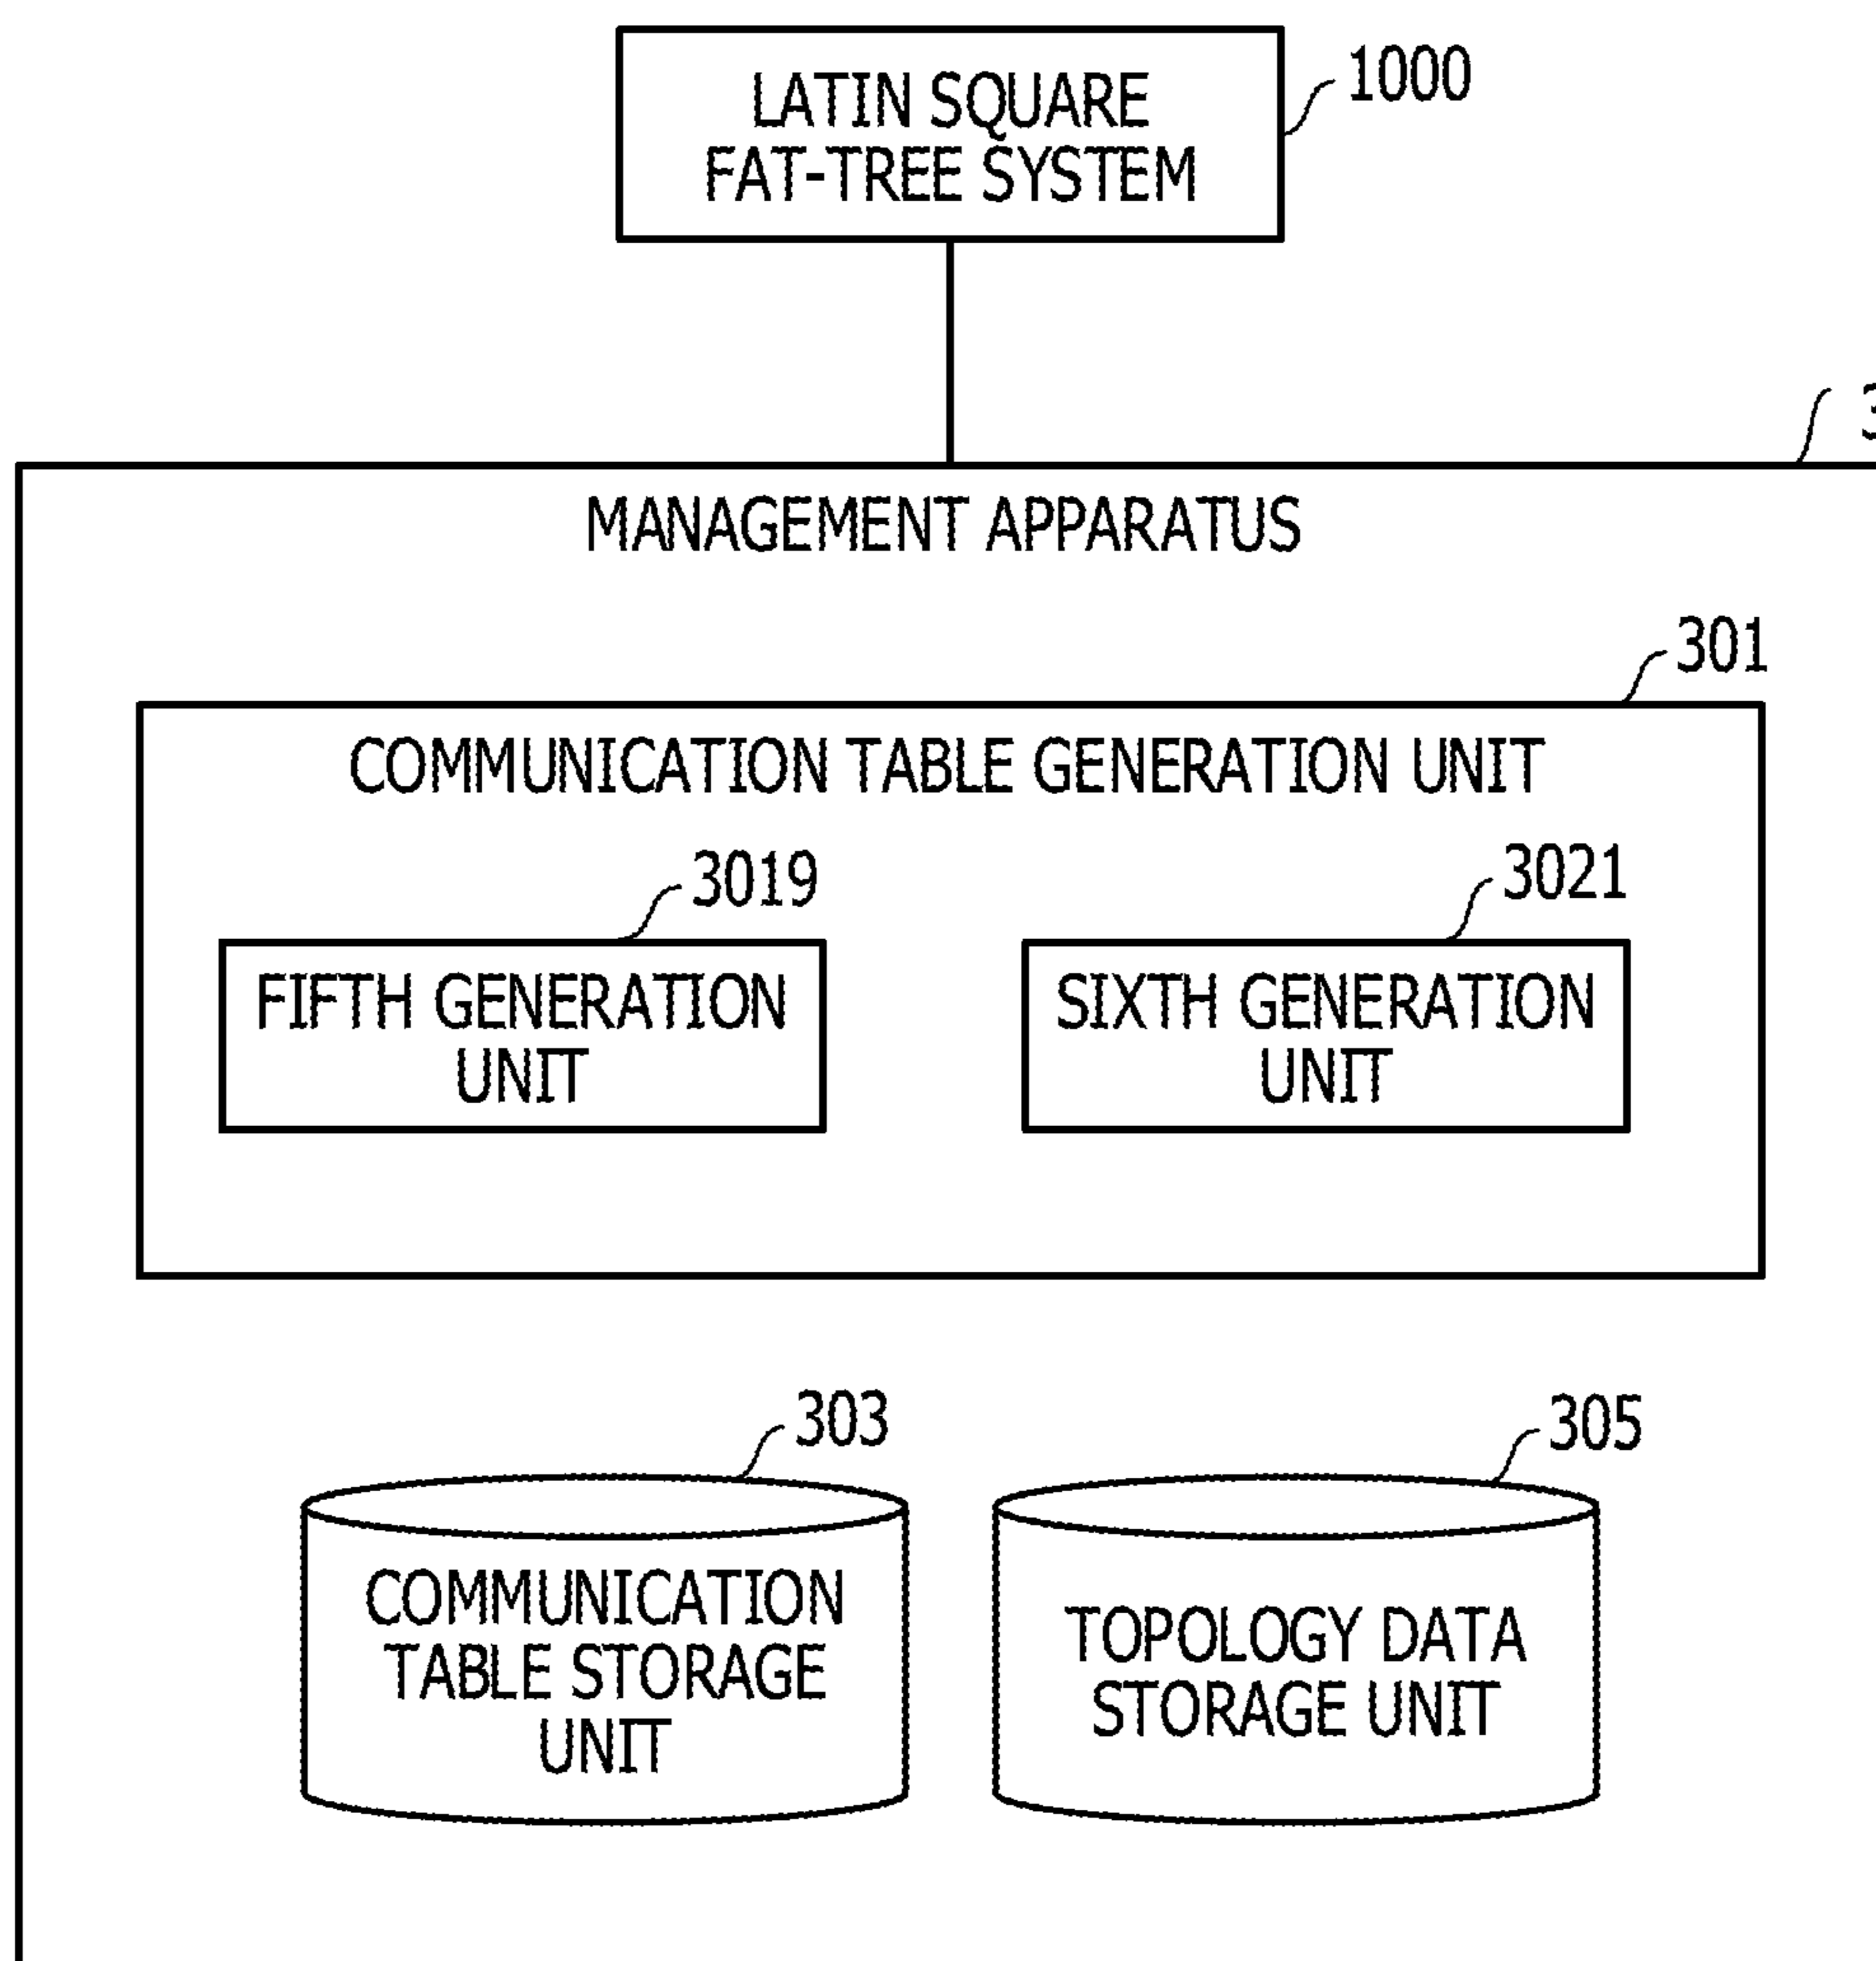 LATIN SQUARE
FAT-TREE SYSTEM
1000
MANAGEMENT APPARATUS
301
COMMUNICATION TABLE GENERATION UNIT
3019
3021
FIFTH GENERATION
UNIT
SIXTH GENERATION
UNIT
303
305
COMMUNICATION
TABLE STORAGE
UNIT
TOPOLOGY DATA
STORAGE UNIT